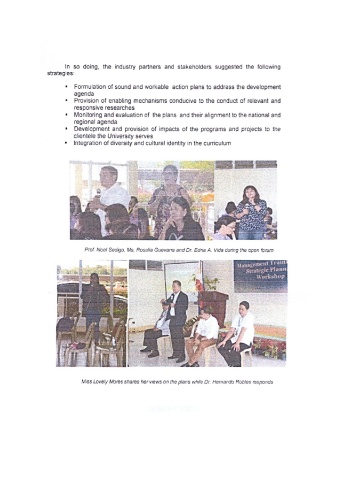 In so doing, the industry partners and stakeholders suggested the following
strategies:
• Formulation of sound and workable action plans to address the development
agenda
• Provision of enabling mechanisms conducive to the conduct of relevant and
responsive researches
• Monitoring and evaluation of the plans and their alignment to the national and
regional agenda
• Development and provision of impacts of the programs and projects to the
clientele the University serves
• Integration of diversity and cultural identity in the curriculum
Prof. Noel Sedigo, Ms. Rosvilla Guevarra and Dr. Edna A. Vida during the open forum
Management Train
Strategic Plann
Workshop
Miss Lovely Mores shares her views on the plans while Dr. Hernando Robles responds